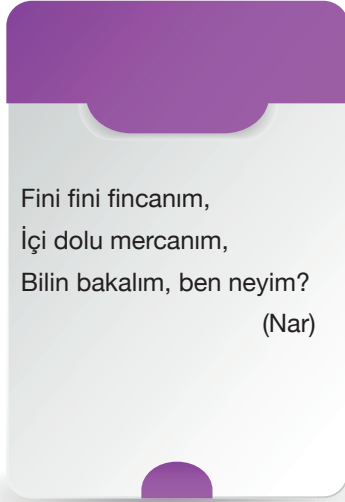 Fini fini fincanım,
İçi dolu mercanım,
Bilin bakalım, ben neyim?
(Nar)